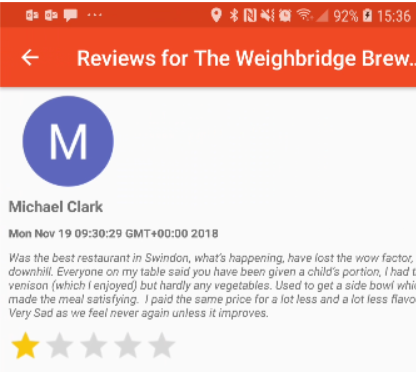 92% 15:36
Reviews for The Weighbridge Brew..
M
Michael Clark
Mon Nov 19 09:30:29 GMT+00:00 2018
Was the best restaurant in Swindon, what's happening, have lost the wow factor,
downhill. Everyone on my table said you have been given a child's portion, I had t
venison (which I enjoyed) but hardly any vegetables. Used to get a side bowl whic
made the meal satisfying. I paid the same price for a lot less and a lot less flavo
Very Sad as we feel never again unless it improves.